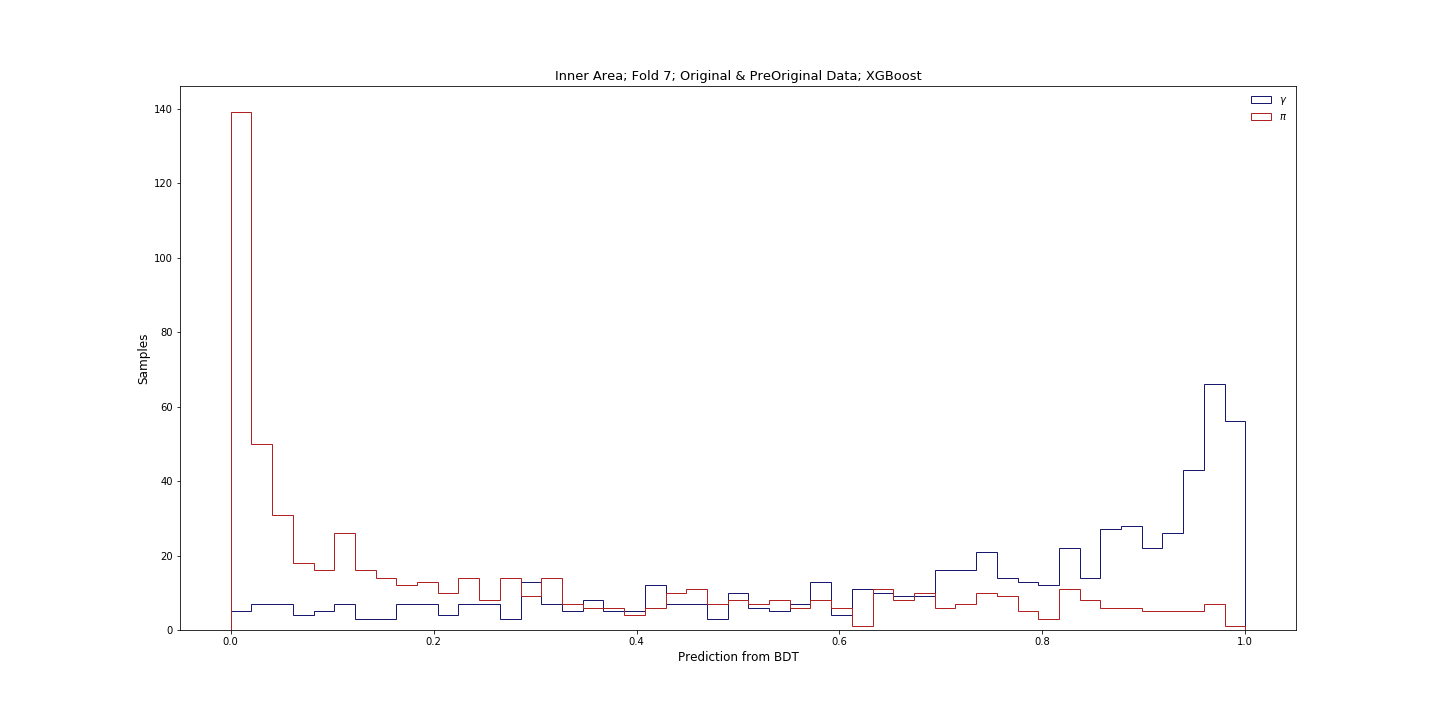 Inner Area; Fold 7; Original & PreOriginal Data; XGBoost
γ
π
140
120
100
80
60
40
20
0
Samples
0.0 0.2 0.4 0.6 0.8 1.0
Prediction from BDT